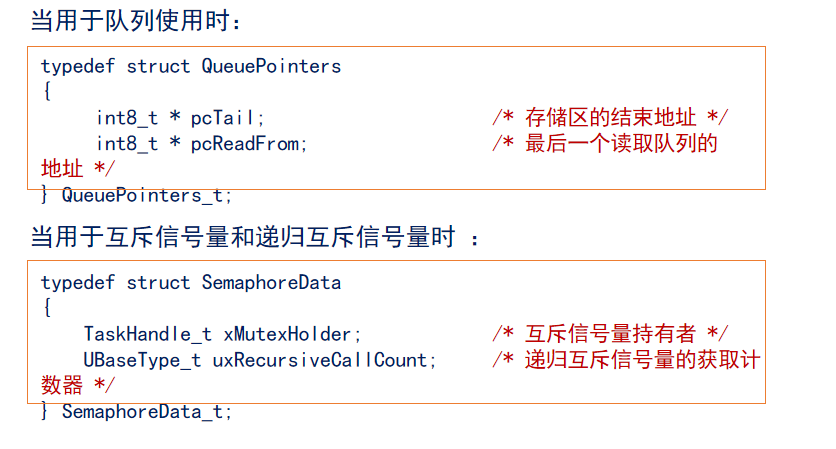 当用于队列使用时：
typedef struct QueuePointers
{
int8_t * pcTail; /* 存储区的结束地址 */
int8_t * pcReadFrom; /* 最后一个读取队列的
地址 */
} QueuePointers_t;
当用于互斥信号量和递归互斥信号量时 ：
typedef struct SemaphoreData
{
TaskHandle_t xMutexHolder; /* 互斥信号量持有者 */
UBaseType_t uxRecursiveCallCount; /* 递归互斥信号量的获取计
数器 */
} SemaphoreData_t;